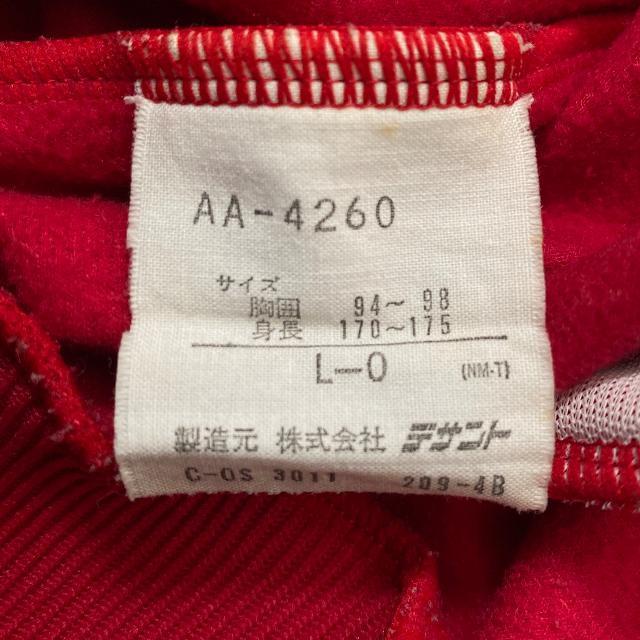 AA-4260
サイズ
胸囲 94～98
身長 170～175
L-O (NM-T)
製造元 株式会社 デサント
C-OS 3011 209-4B